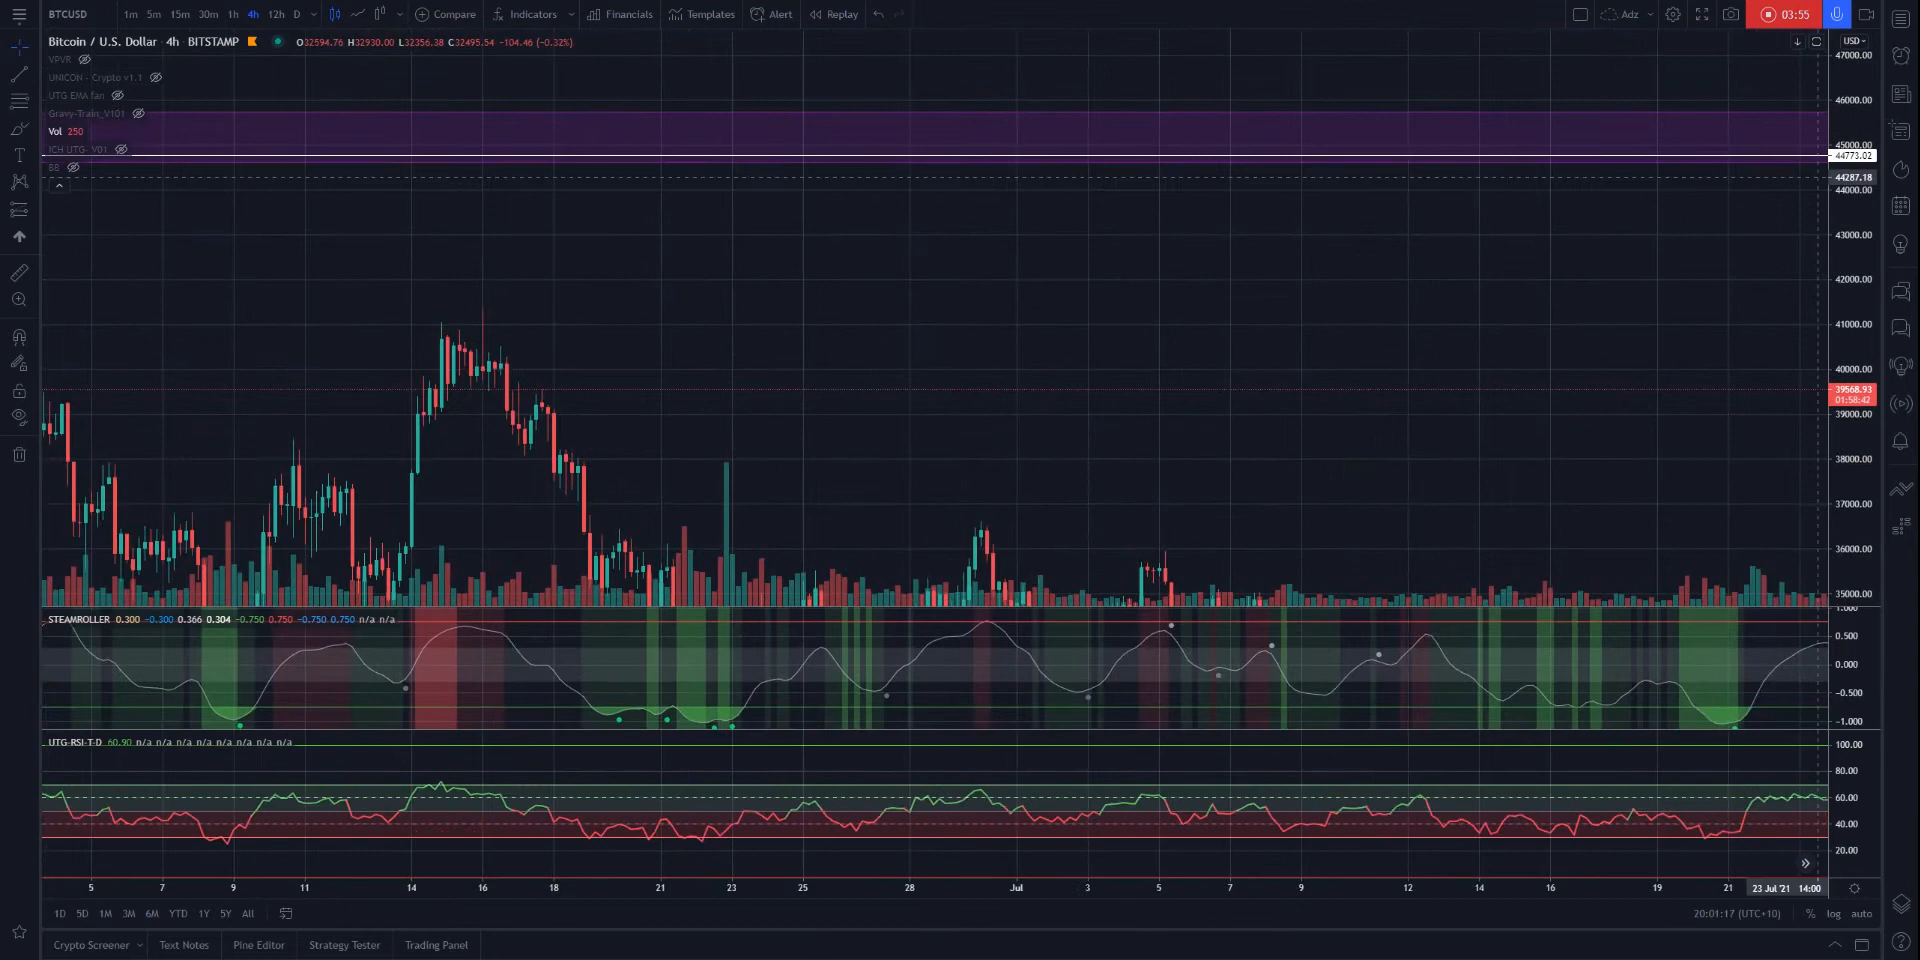 BTCUSD 1m 5m 15m 30m 1h 4h 12h D Compare Indicators Financials Templates Alert Replay Adz 03:55
Bitcoin / U.S. Dollar · 4h · BITSTAMP O32594.76 H32930.00 L32356.38 C32495.54 -104.46 (-0.32%) USD
VPVR
UNICON - Crypto v1.1
UTG EMA fan
Gravy-Train_V101
Vol 250
ICH UTG- V01
BB
47000.00
46000.00
45000.00
44773.02
44287.18
44000.00
43000.00
42000.00
41000.00
40000.00
39568.93
01:58:42
39000.00
38000.00
37000.00
36000.00
35000.00
1.000
STEAMROLLER 0.300 -0.300 0.366 0.304 -0.750 0.750 -0.750 0.750 n/a n/a
0.500
0.000
-0.500
-1.000
UTG-RSI-T-D 60.90 n/a n/a n/a n/a n/a n/a n/a n/a
100.00
80.00
60.00
40.00
20.00
5 7 9 11 14 16 18 21 23 25 28 Jul 3 5 7 9 12 14 16 19 21 23 Jul '21 14:00
1D 5D 1M 3M 6M YTD 1Y 5Y All 20:01:17 (UTC+10) % log auto
Crypto Screener Text Notes Pine Editor Strategy Tester Trading Panel